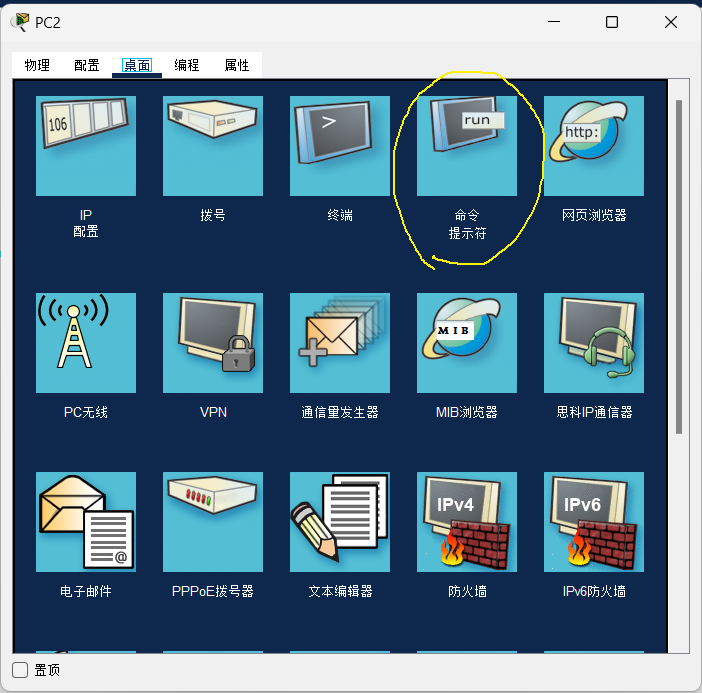 PC2
物理 配置 桌面 编程 属性
106
>
run
http:
IP
配置
拨号
终端
命令
提示符
网页浏览器
MIB
PC无线
VPN
通信量发生器
MIB浏览器
思科IP通信器
@
IPv4
IPv6
电子邮件
PPPoE拨号器
文本编辑器
防火墙
IPv6防火墙
置顶